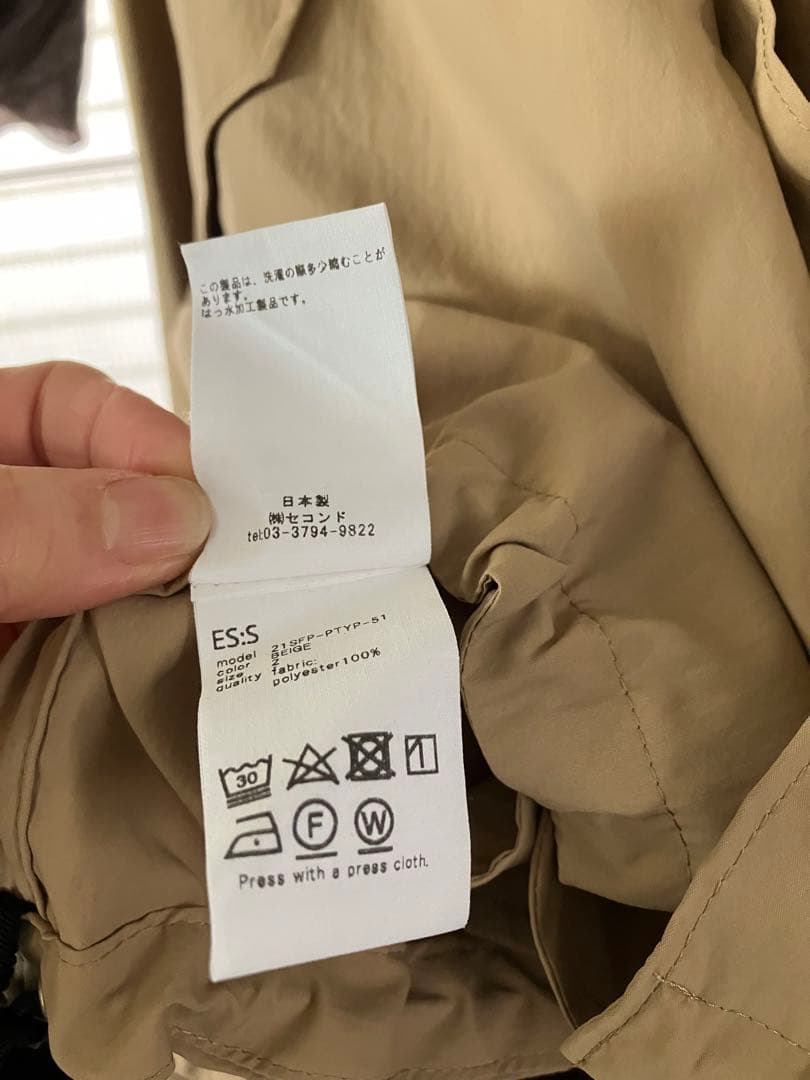 この製品は、洗濯の際多少縮むことが
あります。
はっ水加工製品です。
日本製
㈱セコンド
tel:03-3794-9822
ES:S
model 21SFP-PTYP-51
color BEIGE
size 2
quality fabric:
polyester100%
30
F W
Press with a press cloth.